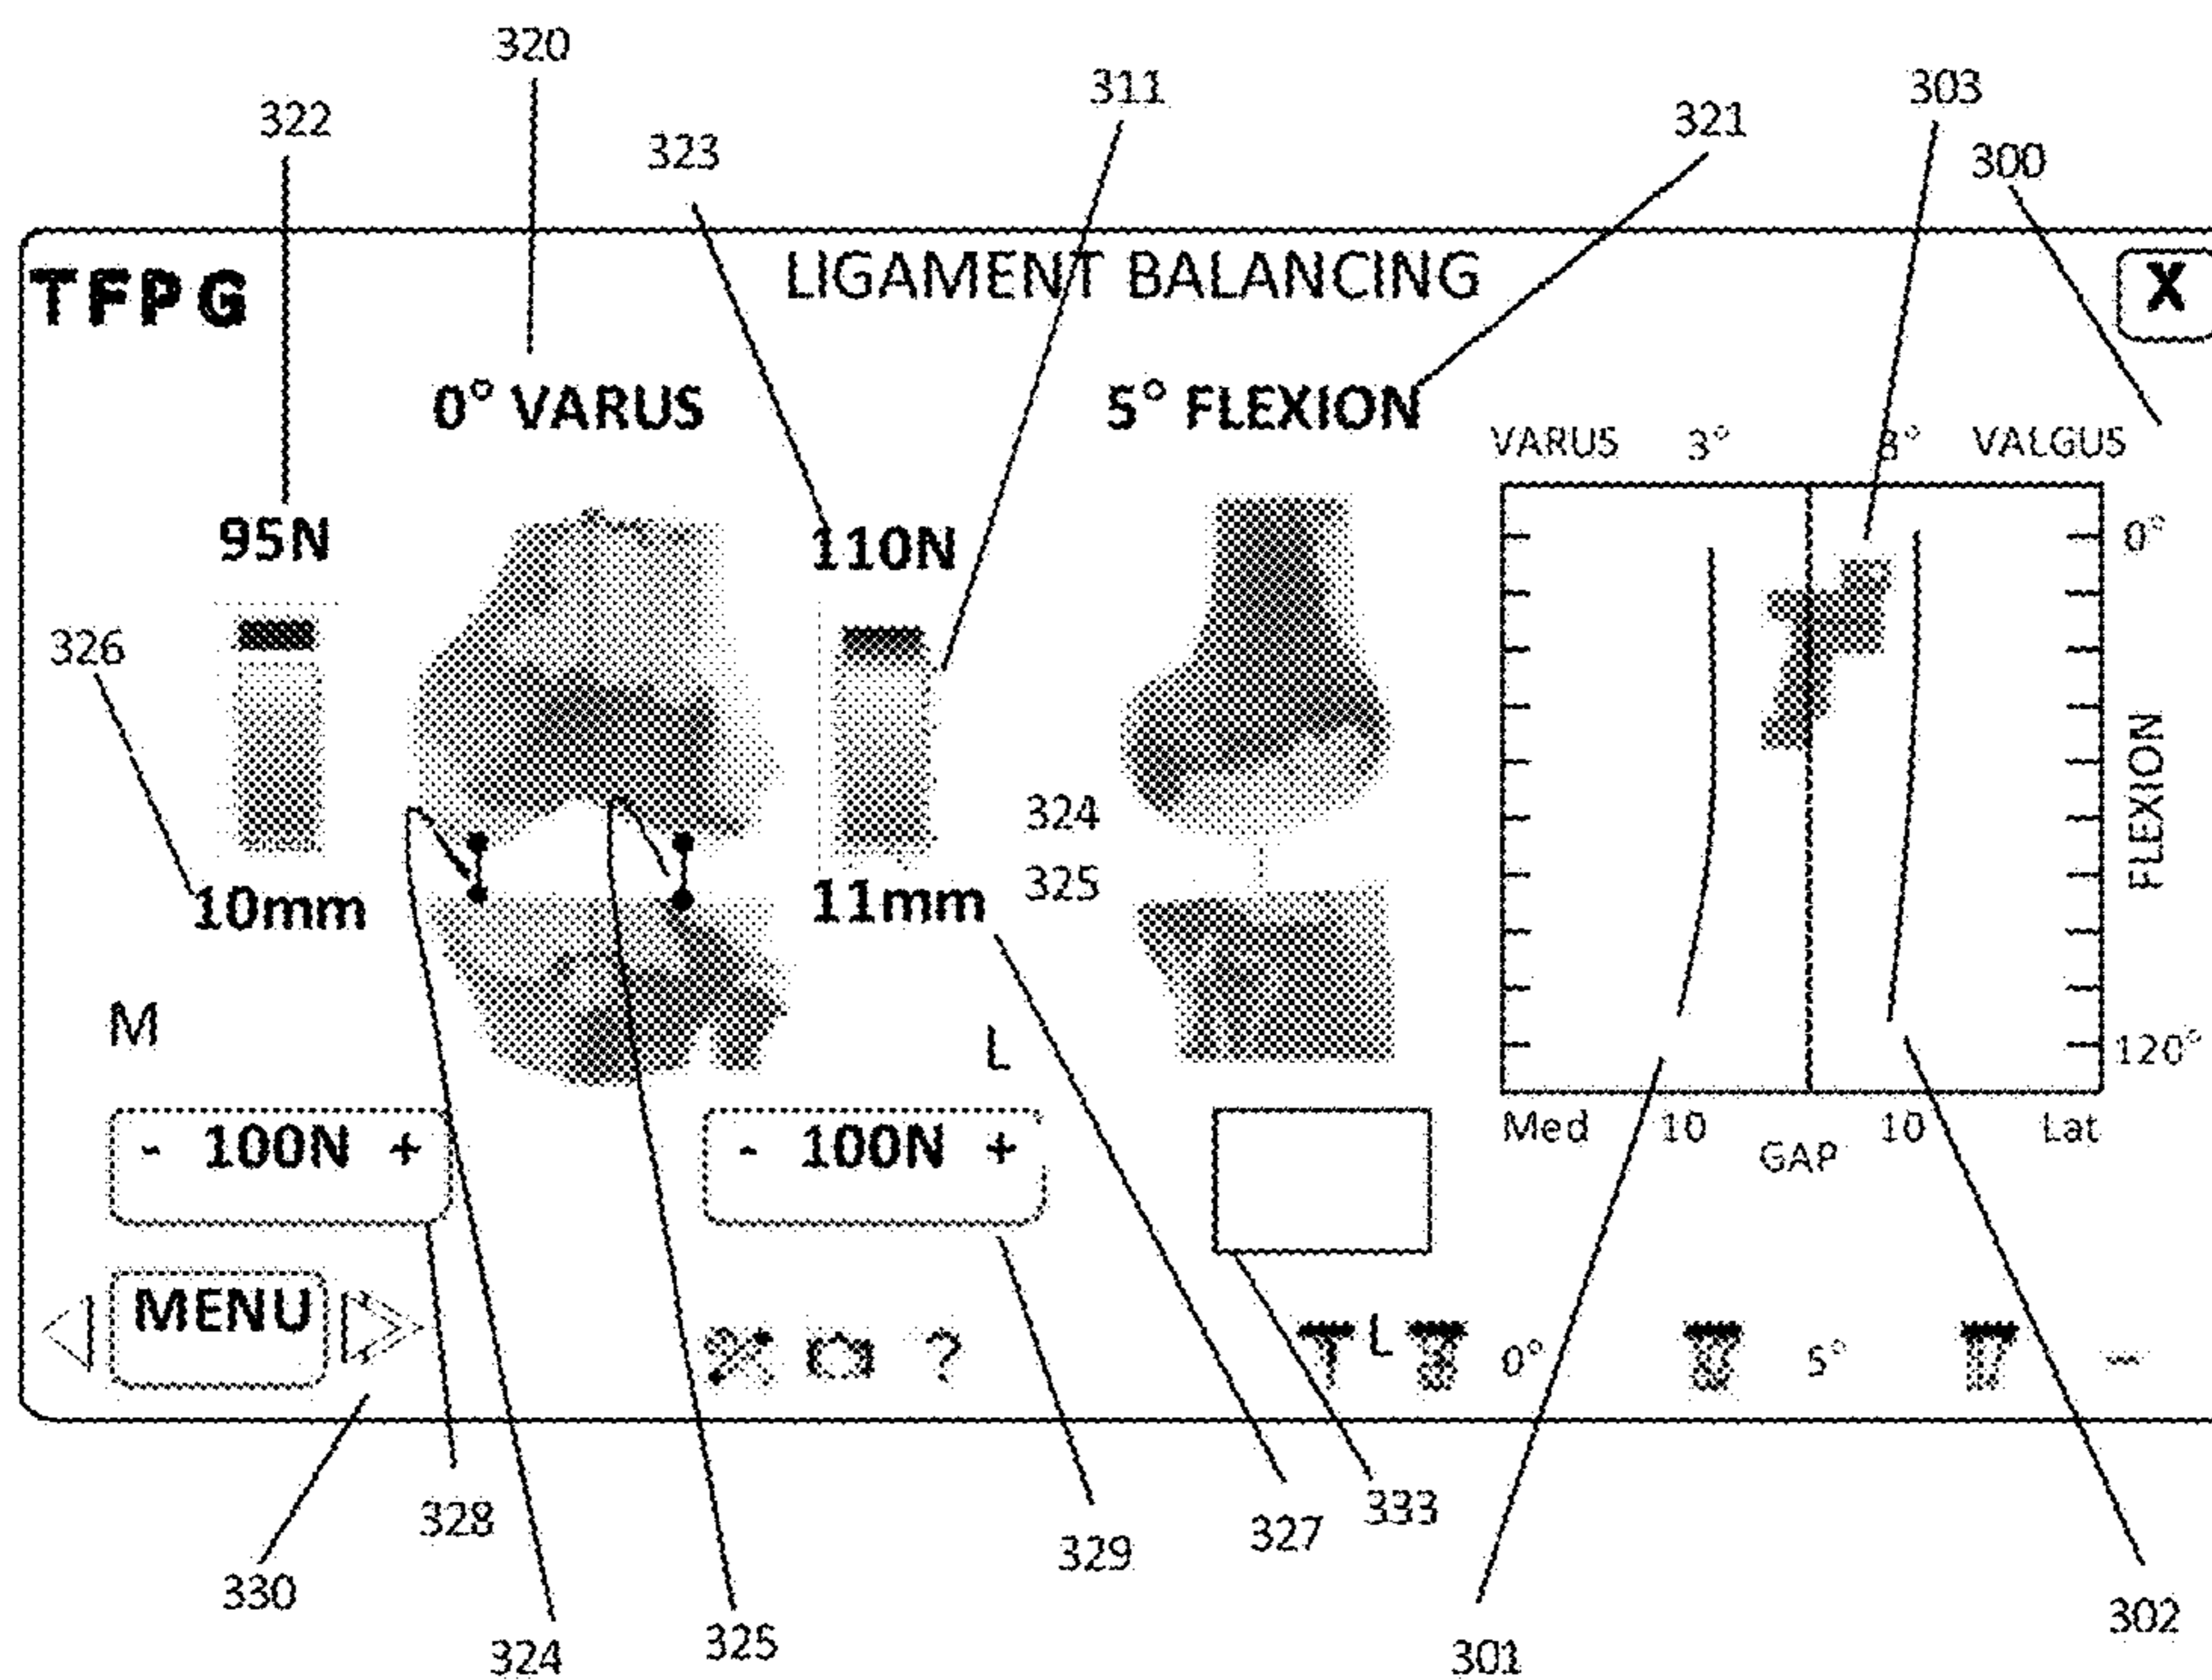 320
322
323
311
321
303
300
TFPG
LIGAMENT BALANCING
X
0° VARUS
5° FLEXION
VARUS 3° 3° VALGUS
95N
110N
0°
326
10mm
11mm
324
325
FLEXION
M
L
120°
Med 10 10 Lat
GAP
- 100N +
- 100N +
MENU
?
L
0°
5°
328
330
324
325
329
327
333
301
302